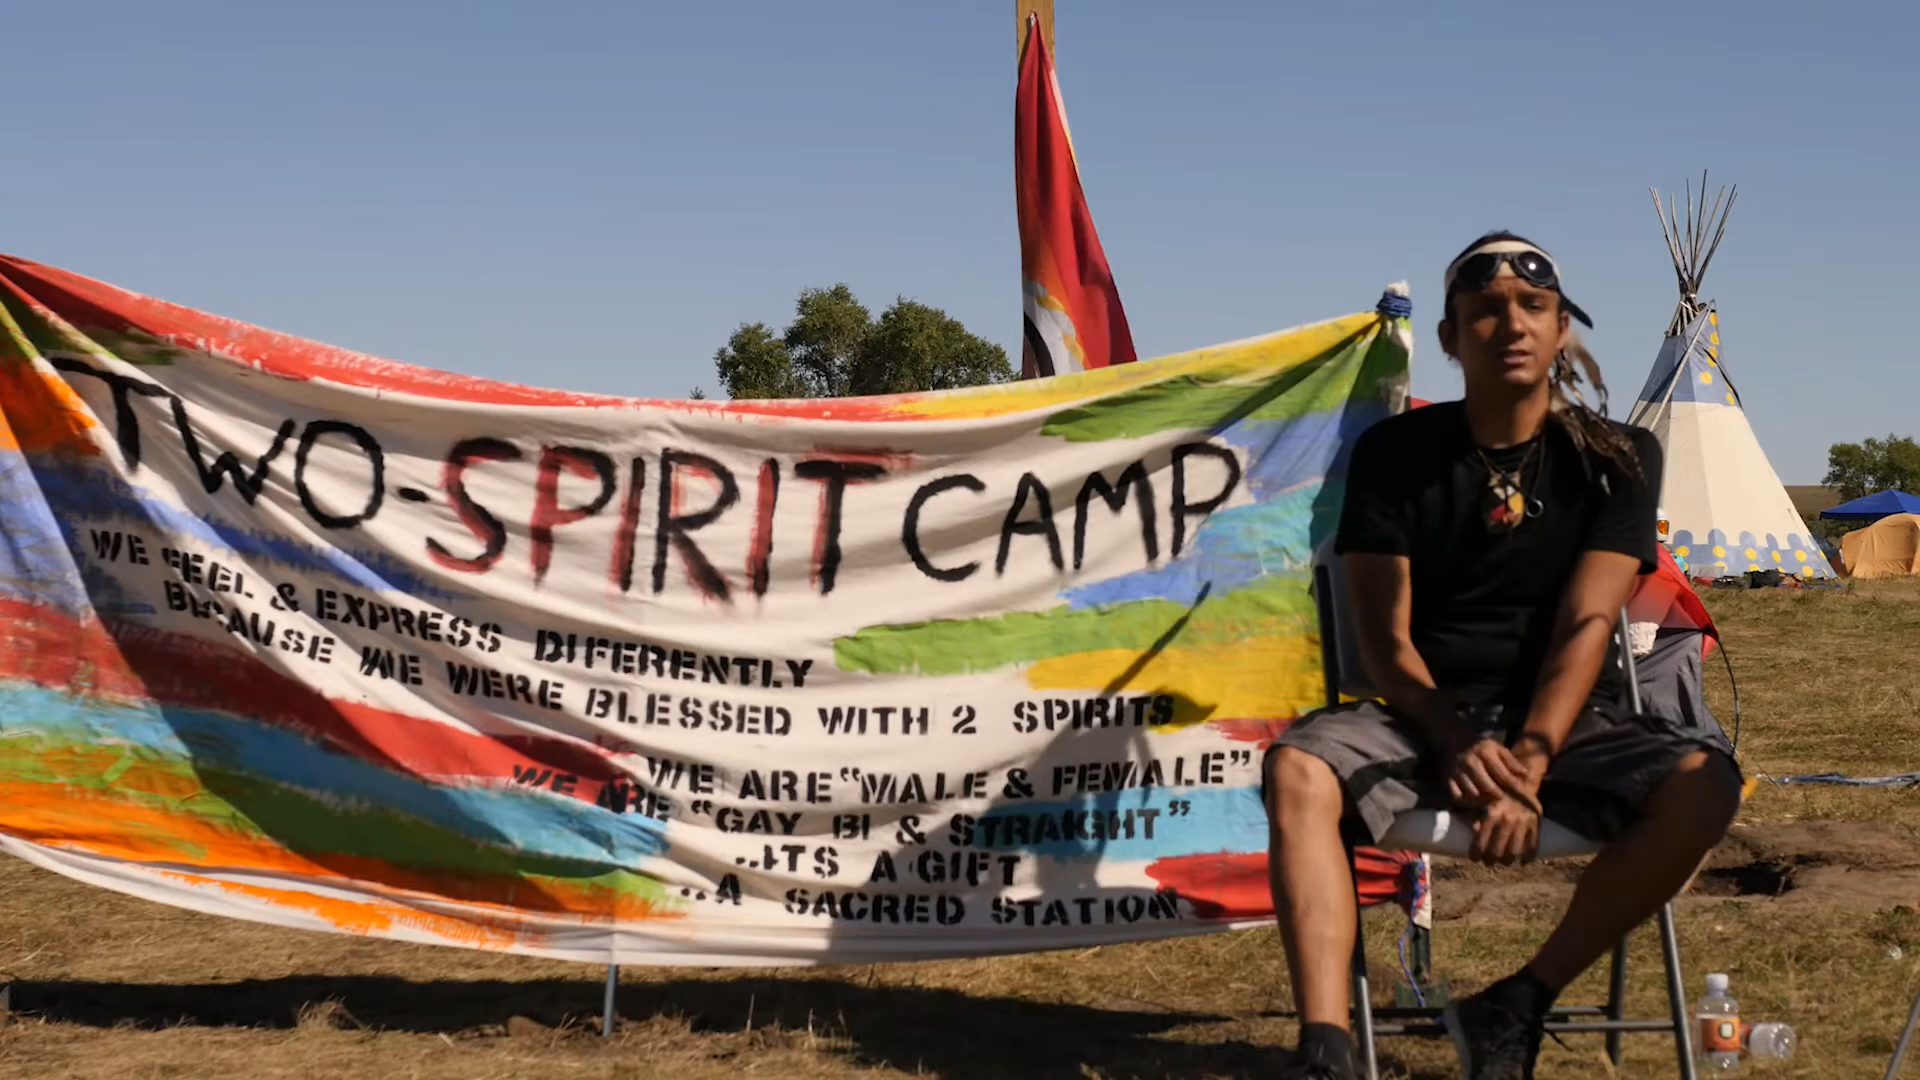 TWO-SPIRIT CAMP
WE FEEL & EXPRESS DIFERENTLY
BECAUSE WE WERE BLESSED WITH 2 SPIRITS
WE ARE "MALE & FEMALE"
WE ARE "GAY BI & STRAIGHT"
...ITS A GIFT
...A SACRED STATION